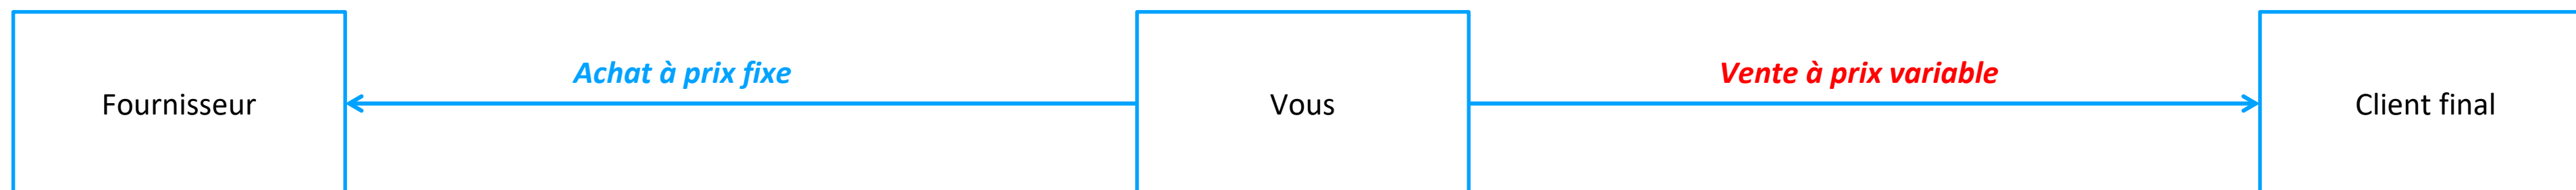 Fournisseur
Achat à prix fixe
Vous
Vente à prix variable
Client final